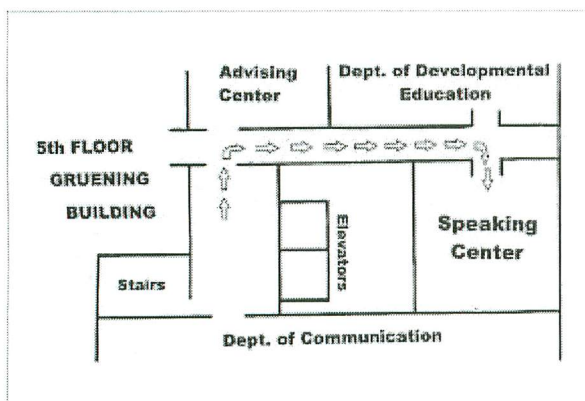 Advising
Center
Dept. of Developmental
Education
5th FLOOR
GRUENING
BUILDING
Elevators
Speaking
Center
Stairs
Dept. of Communication